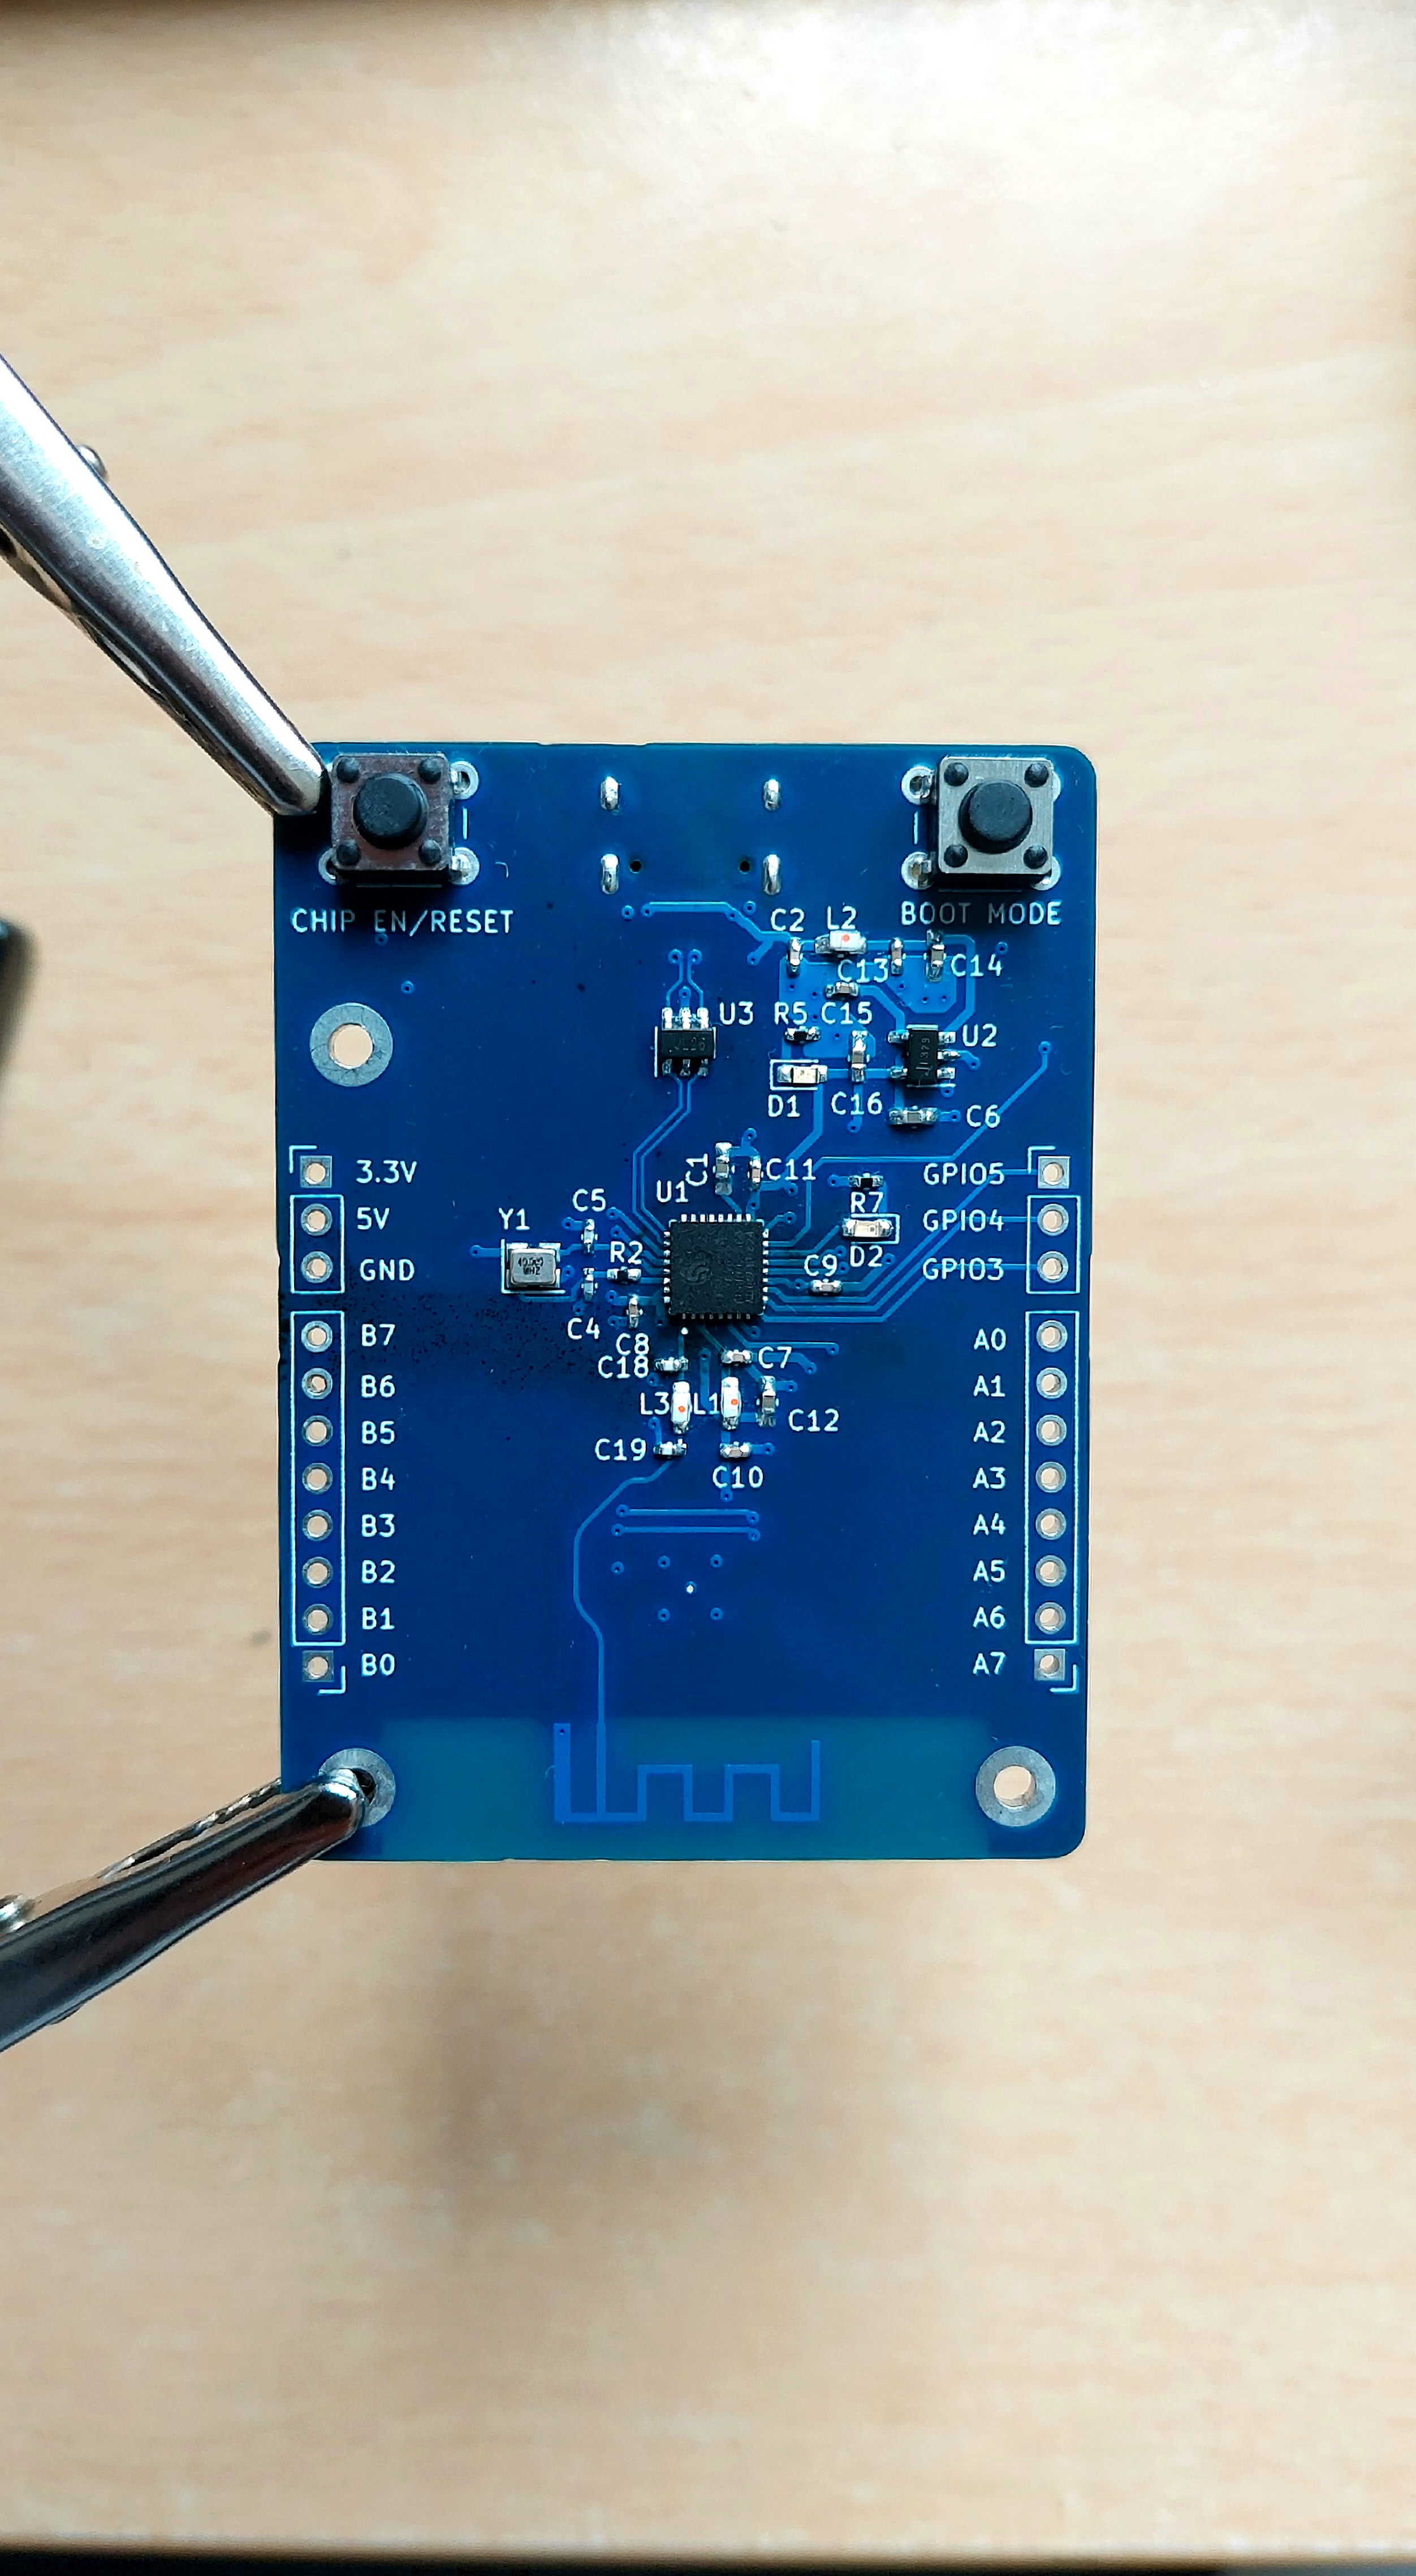 CHIP EN/RESET
BOOT MODE
C2 L2
C13 C14
U3 R5 C15 U2
D1 C16 C6
C1 C11
3.3V GPIO5
U1
C5 R7
Y1 5V GPIO4
R2 D2
GND C9 GPIO3
C4
B7 C8 A0
C18 C7
B6 A1
L3 L1
B5 C12 A2
C19
B4 C10 A3
B3 A4
B2 A5
B1 A6
B0 A7